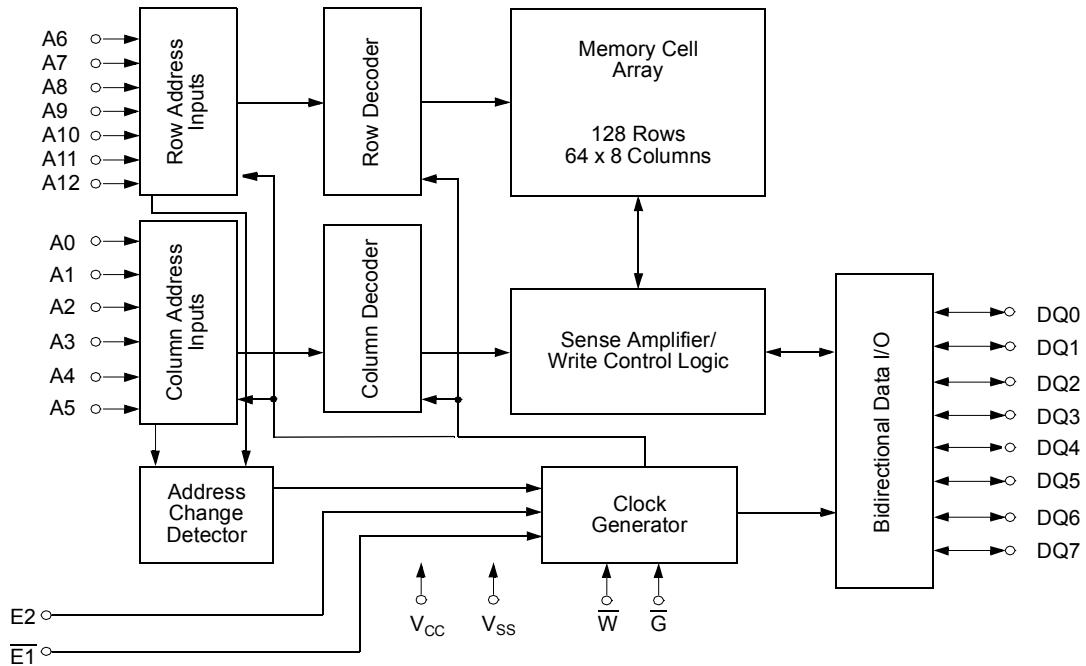 A6
A7
A8
A9
A10
A11
A12
Row Address
Inputs
Row Decoder
Memory Cell
Array
128 Rows
64 x 8 Columns
A0
A1
A2
A3
A4
A5
Column Address
Inputs
Column Decoder
Sense Amplifier/
Write Control Logic
Bidirectional Data I/O
DQ0
DQ1
DQ2
DQ3
DQ4
DQ5
DQ6
DQ7
Address
Change
Detector
Clock
Generator
E2
E̅1̅
VCC
VSS
W̅
G̅